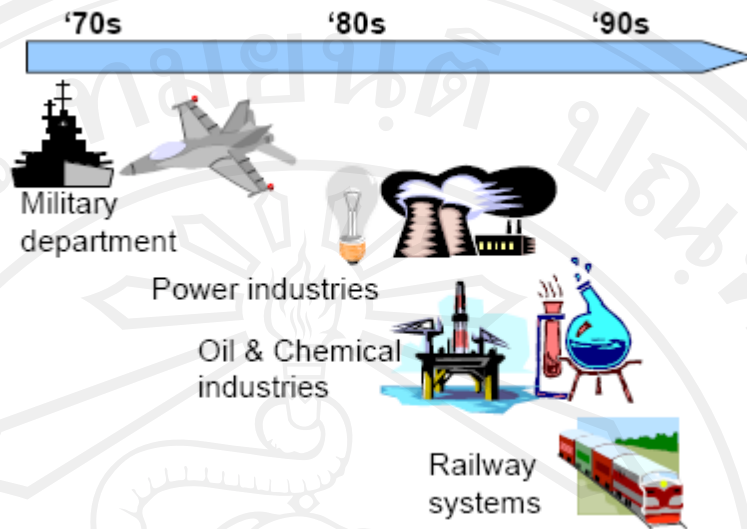 ‘70s ‘80s ‘90s
Military
department
Power industries
Oil & Chemical
industries
Railway
systems